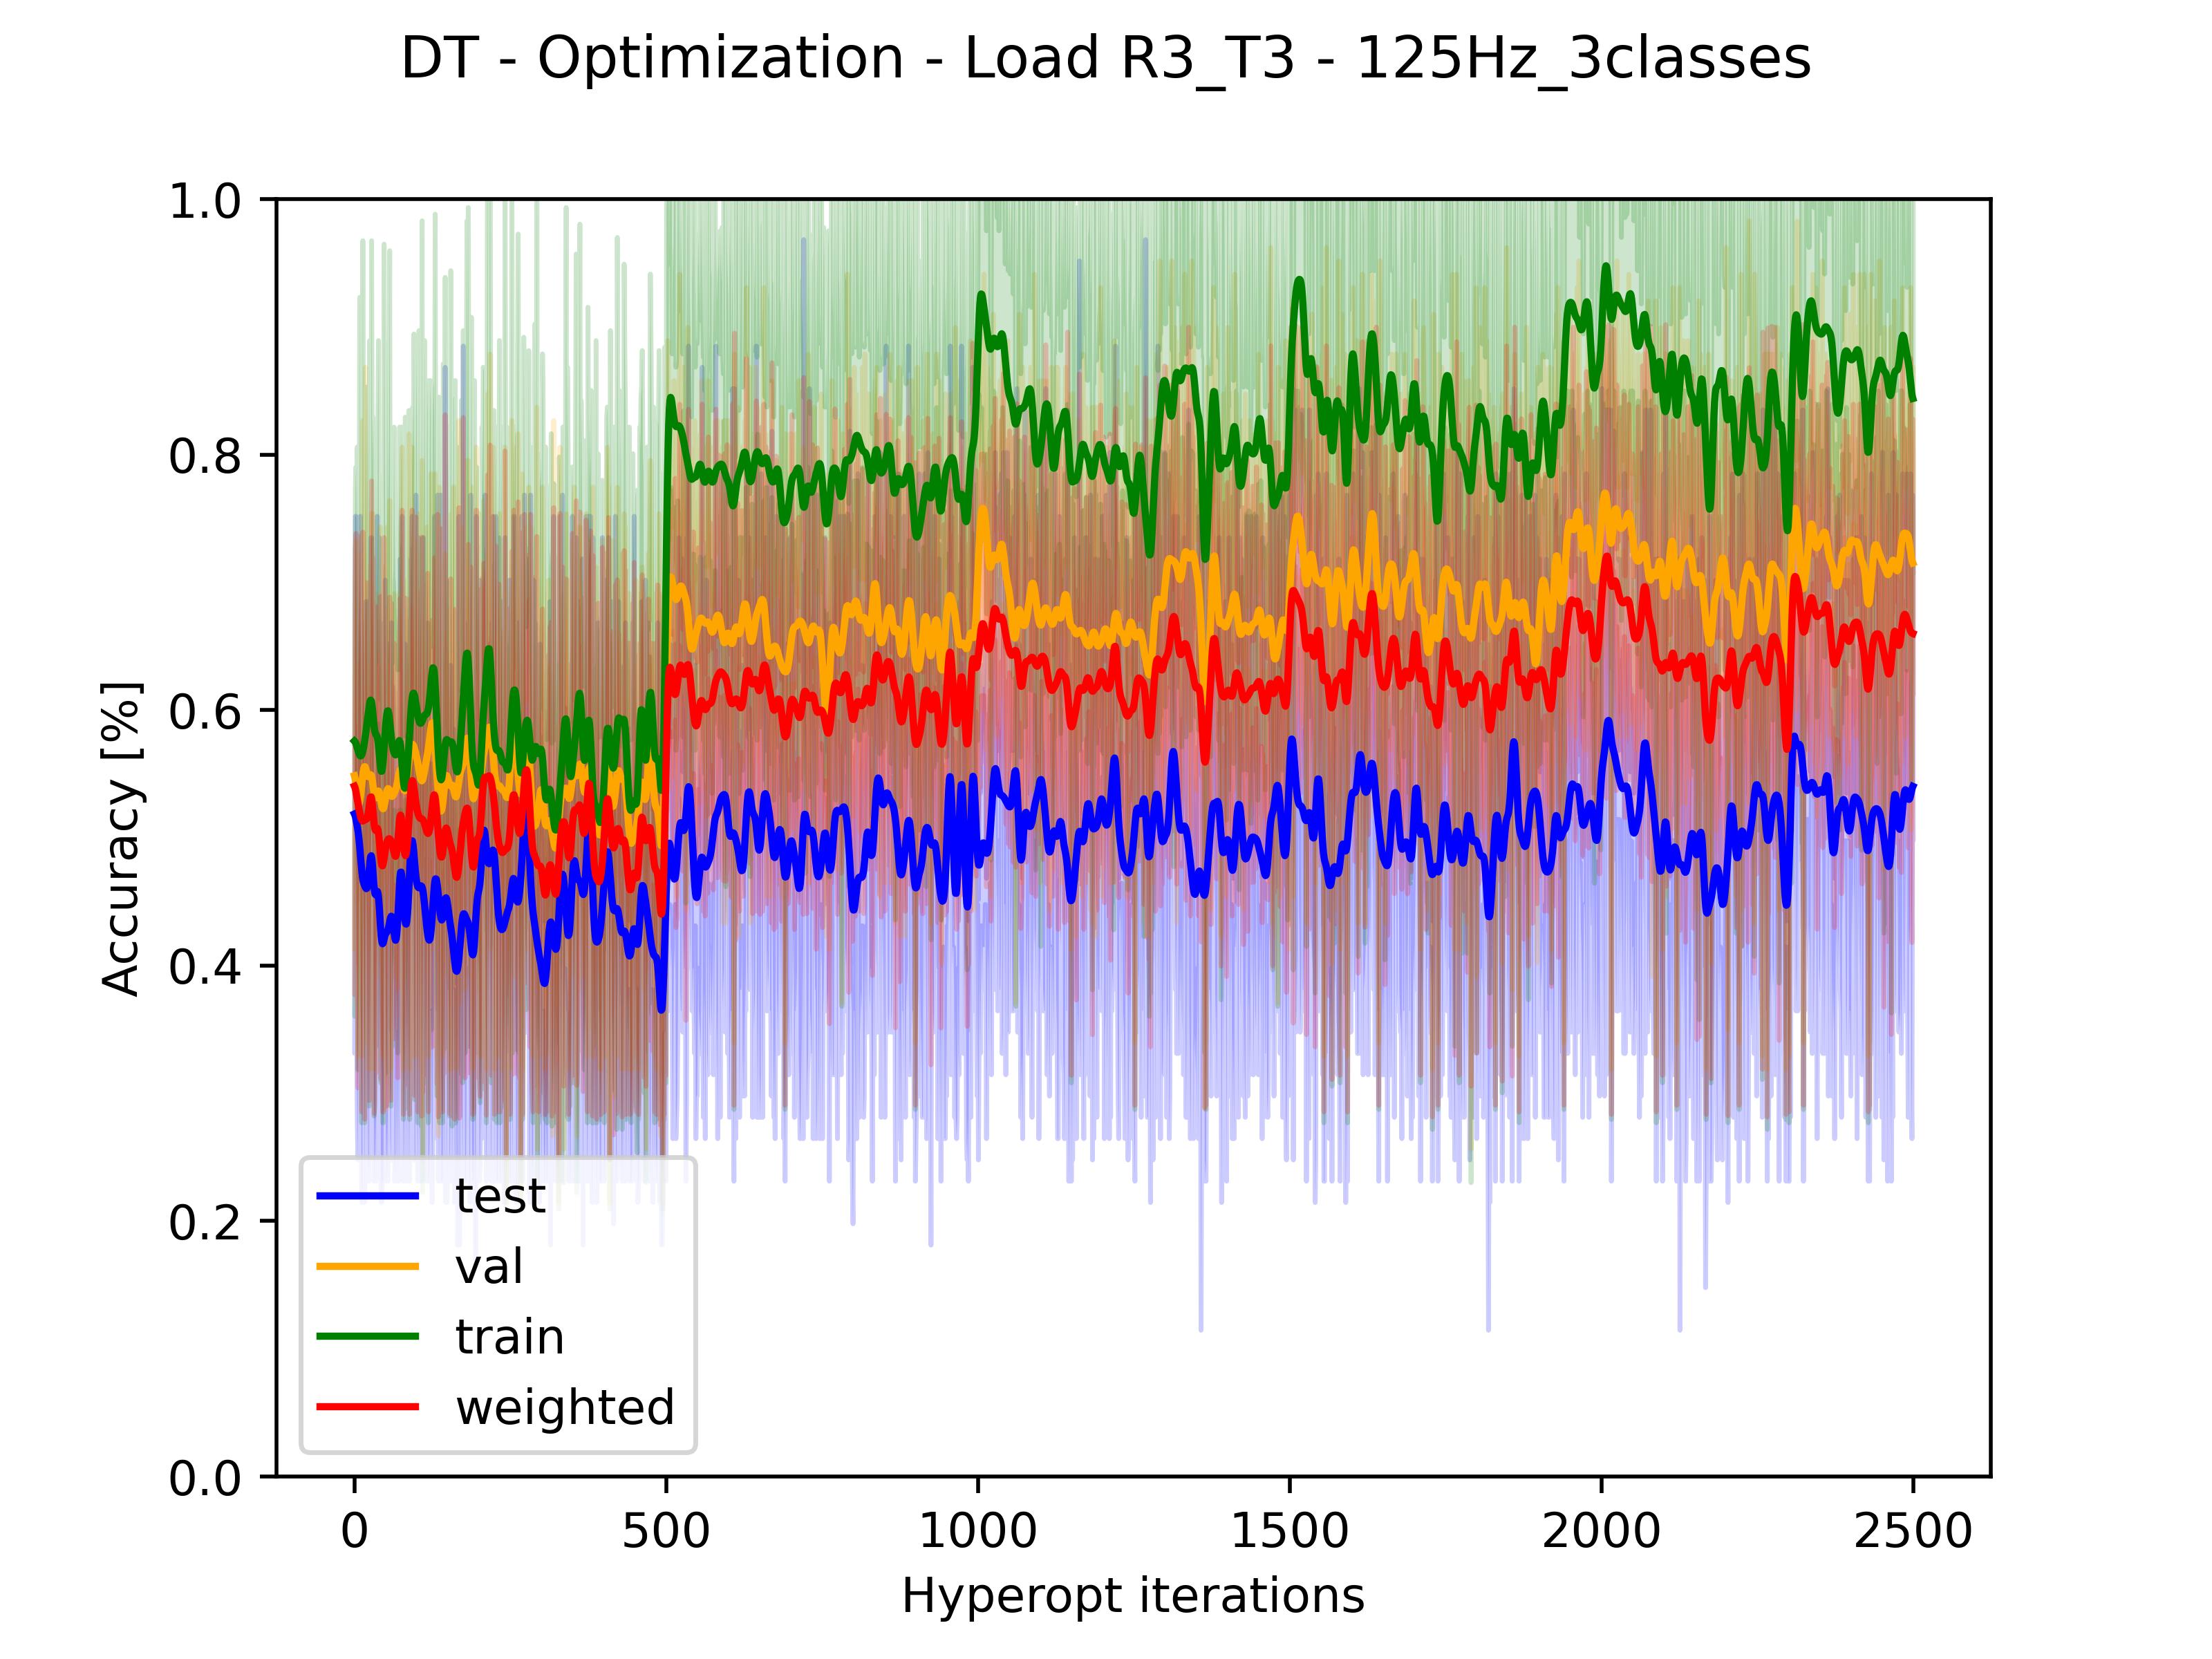 DT - Optimization - Load R3_T3 - 125Hz_3classes
1.0
0.8
0.6
0.4
0.2
0.0
Accuracy [%]
test
val
train
weighted
0 500 1000 1500 2000 2500
Hyperopt iterations